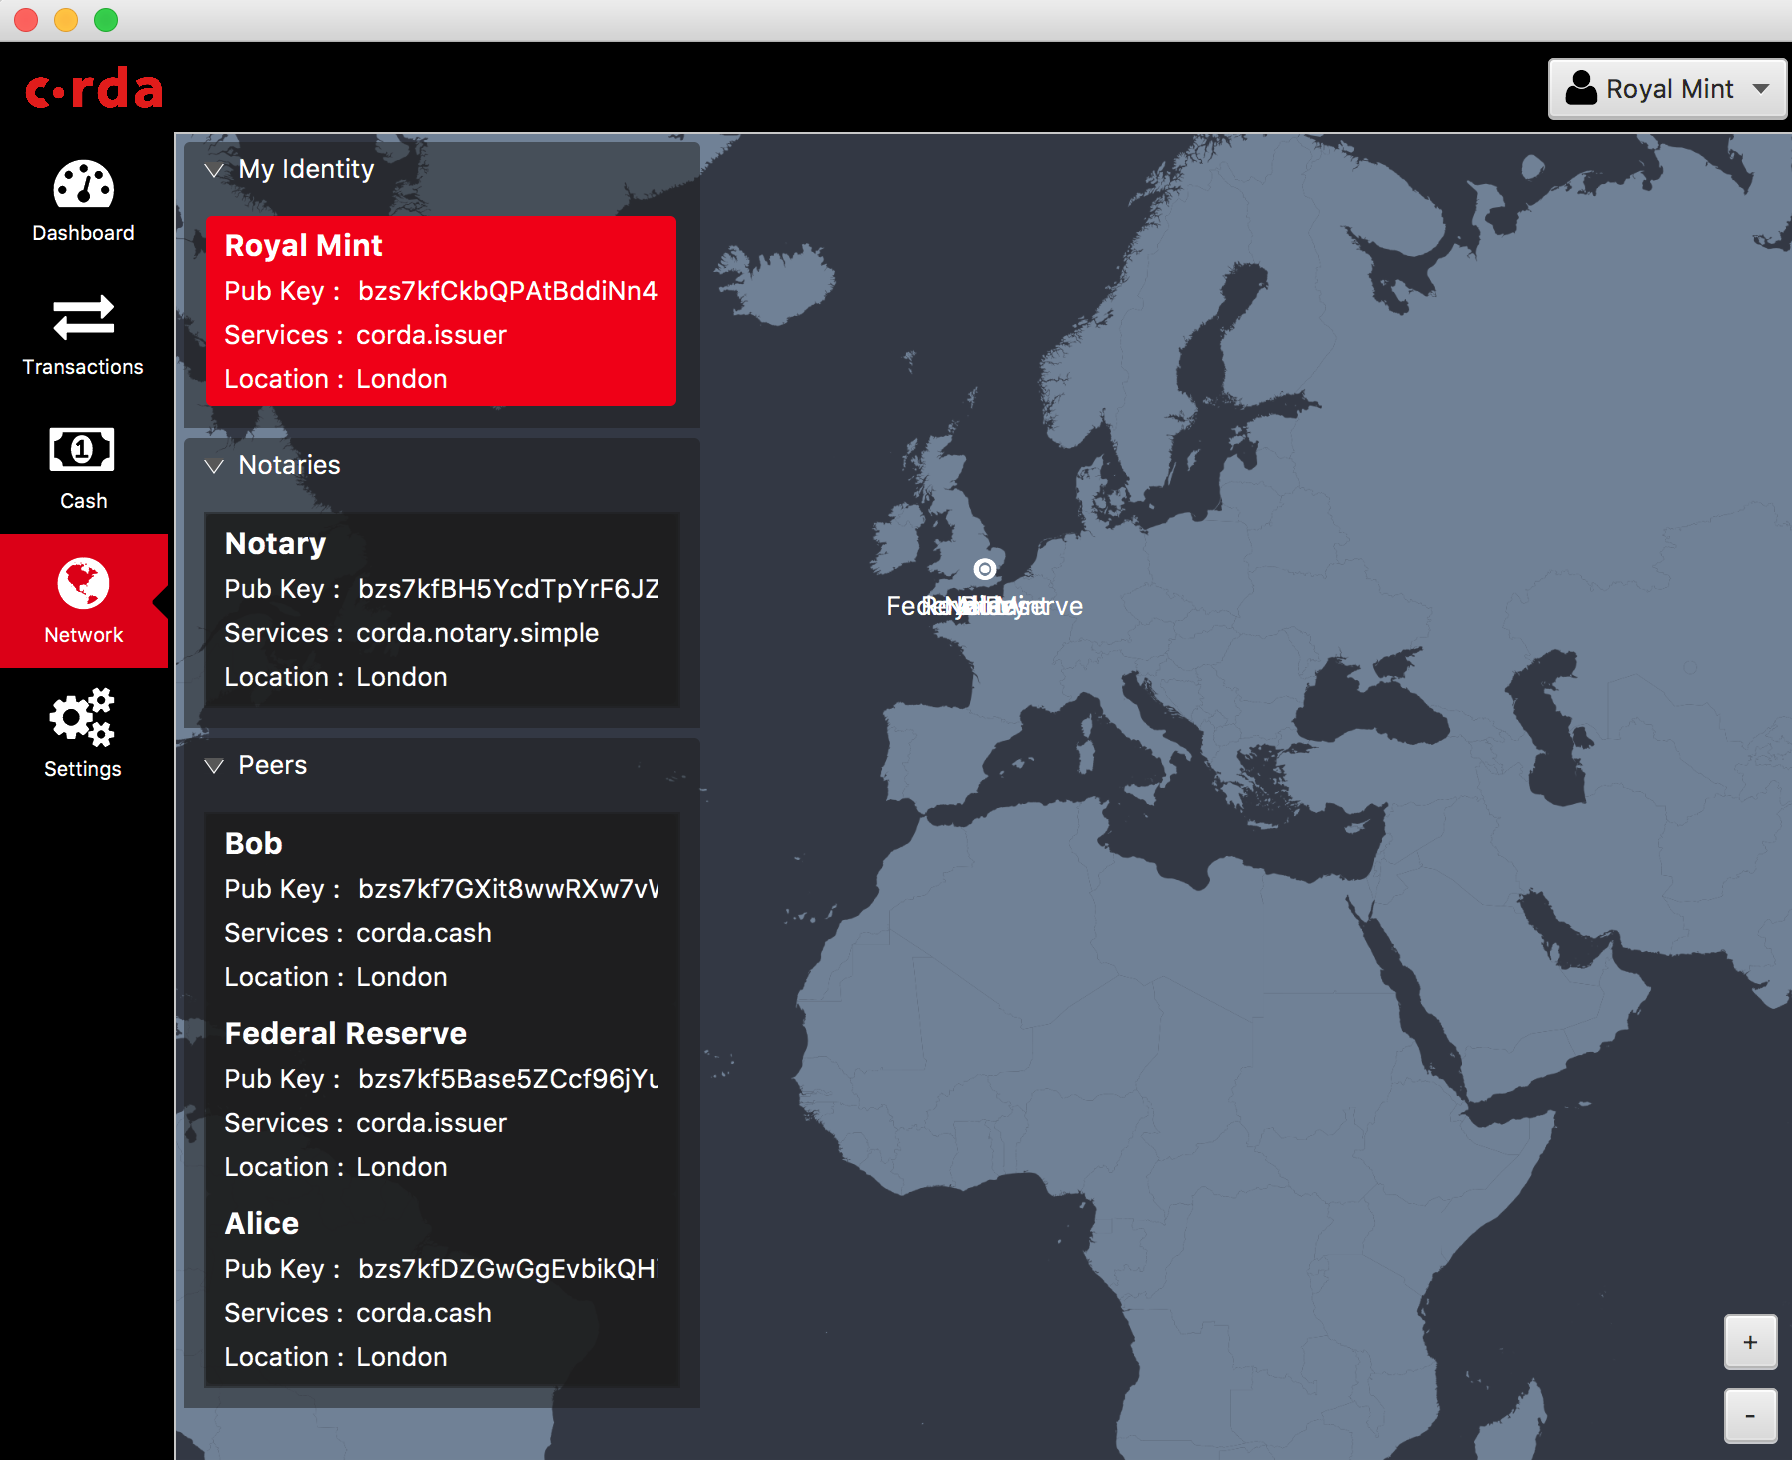 c·rda
Royal Mint
Dashboard
Transactions
Cash
Network
Settings
My Identity
Royal Mint
Pub Key : bzs7kfCkbQPAtBddiNn4
Services : corda.issuer
Location : London
Notaries
Notary
Pub Key : bzs7kfBH5YcdTpYrF6JZ
Services : corda.notary.simple
Location : London
Peers
Bob
Pub Key : bzs7kf7GXit8wwRXw7v
Services : corda.cash
Location : London
Federal Reserve
Pub Key : bzs7kf5Base5ZCcf96jYu
Services : corda.issuer
Location : London
Alice
Pub Key : bzs7kfDZGwGgEvbikQH
Services : corda.cash
Location : London
+
-